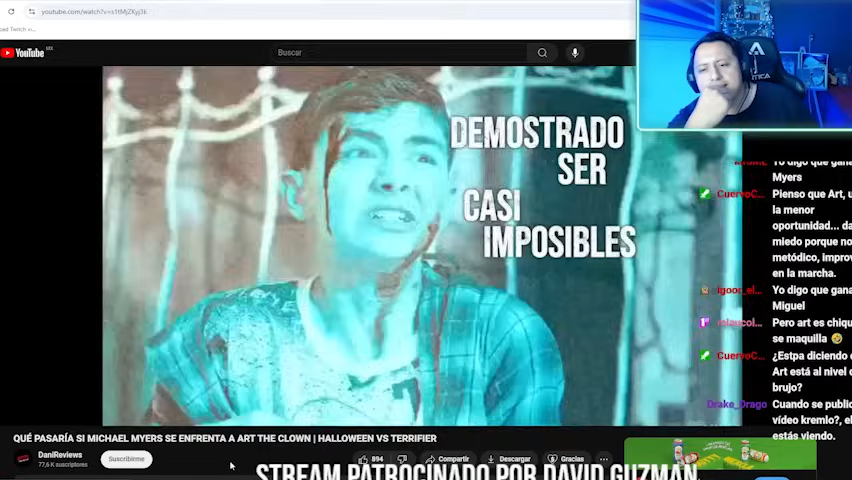 youtube.com/watch?v=s1tMjZKyj3k
YouTube MX
Buscar
DEMOSTRADO
SER
CASI
IMPOSIBLES
Yo digo que gana
Myers
CuervoC...
Pienso que Art, u
la menor
oportunidad... da
miedo porque no
metódico, improv
en la marcha.
igoor_el...
Yo digo que gana
Miguel
Pero art es chiqu
se maquilla
CuervoC...
¿Estpa diciendo
Art está al nivel d
brujo?
Drake_Drago
Cuando se public
vídeo kremlo?, el
estás viendo.
QUÉ PASARÍA SI MICHAEL MYERS SE ENFRENTA A ART THE CLOWN | HALLOWEEN VS TERRIFIER
DaniReviews
77,6 K suscriptores
Suscribirme
894
Compartir
Descargar
Gracias
STREAM PATROCINADO POR DAVID GUZMAN